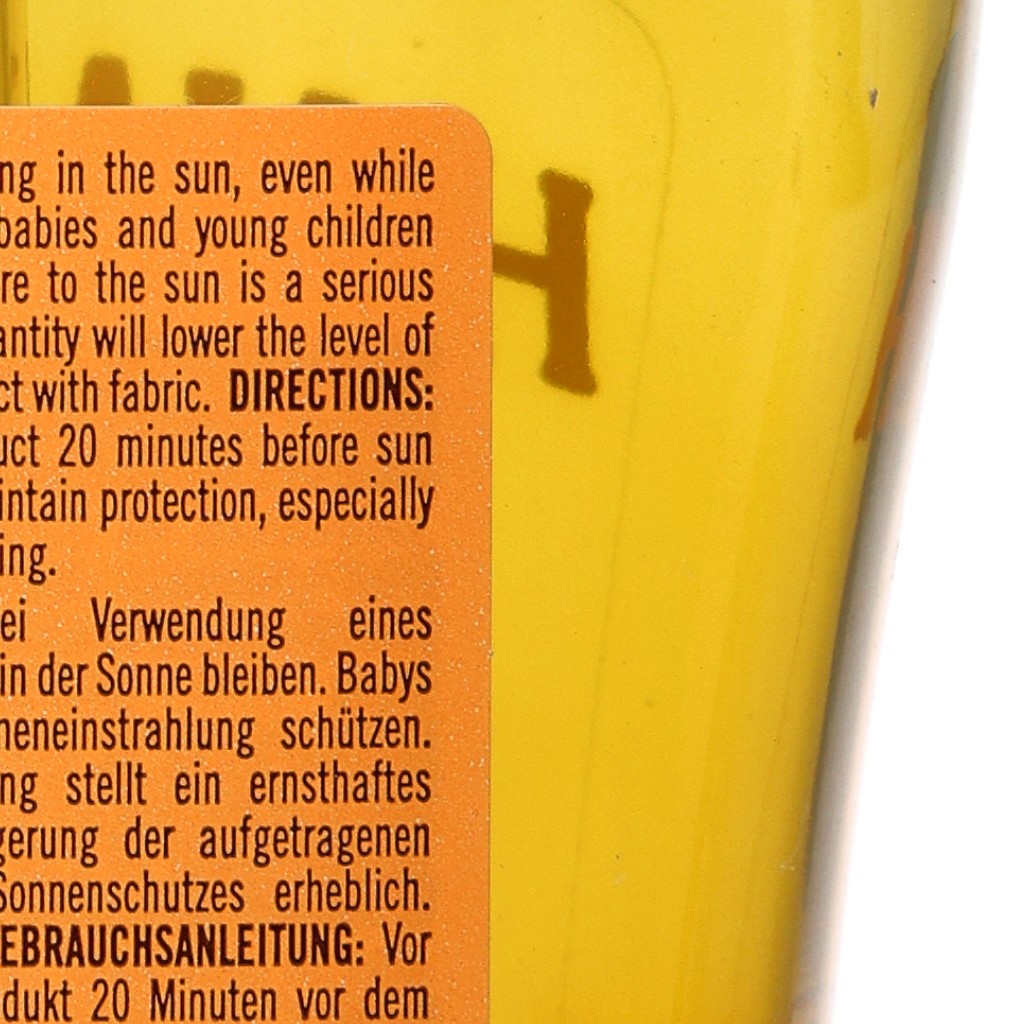 ng in the sun, even while
babies and young children
re to the sun is a serious
antity will lower the level of
ct with fabric. DIRECTIONS:
uct 20 minutes before sun
intain protection, especially
ing.
ei Verwendung eines
in der Sonne bleiben. Babys
neneinstrahlung schützen.
ng stellt ein ernsthaftes
gerung der aufgetragenen
Sonnenschutzes erheblich.
EBRAUCHSANLEITUNG: Vor
dukt 20 Minuten vor dem